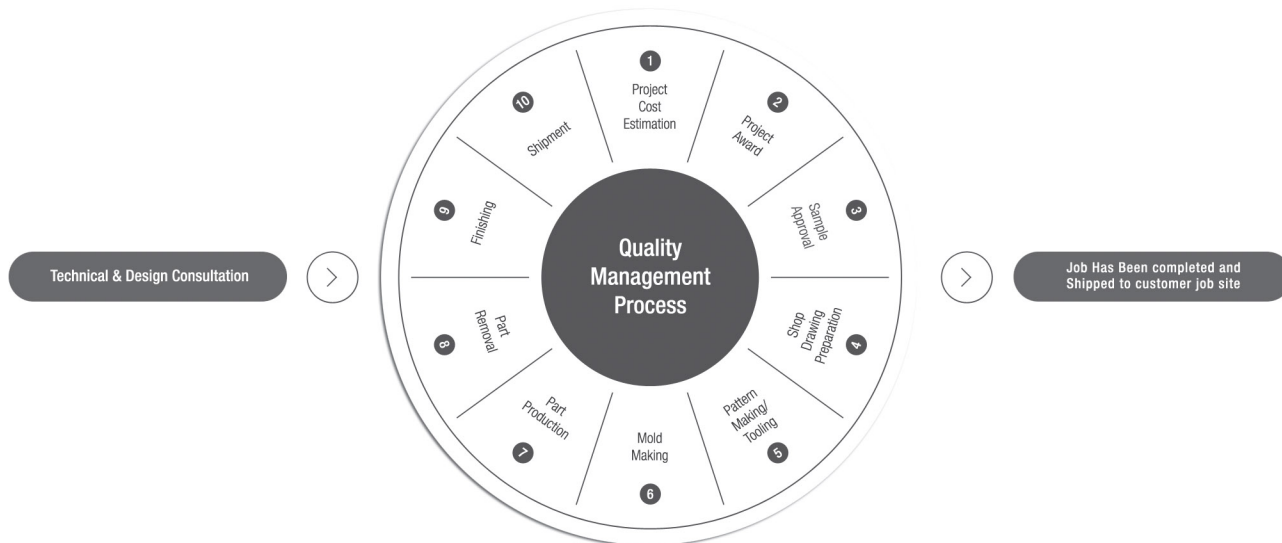 Technical & Design Consultation
Quality
Management
Process
1
Project
Cost
Estimation
2
Project
Award
3
Sample
Approval
4
Shop
Drawing
Preparation
5
Pattern
Making/
Tooling
6
Mold
Making
7
Part
Production
8
Part
Removal
9
Finishing
10
Shipment
Job Has Been completed and
Shipped to customer job site